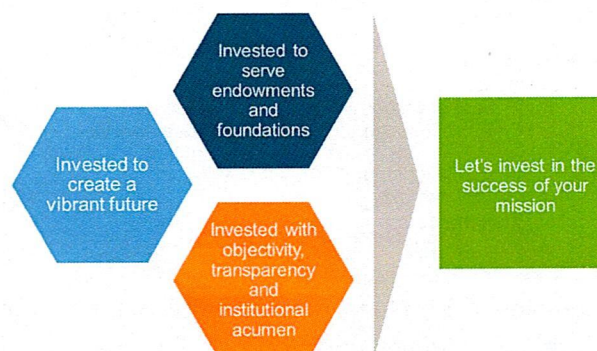 Invested to
serve
endowments
and
foundations
Invested to
create a
vibrant future
Invested with
objectivity,
transparency
and
institutional
acumen
Let's invest in the
success of your
mission